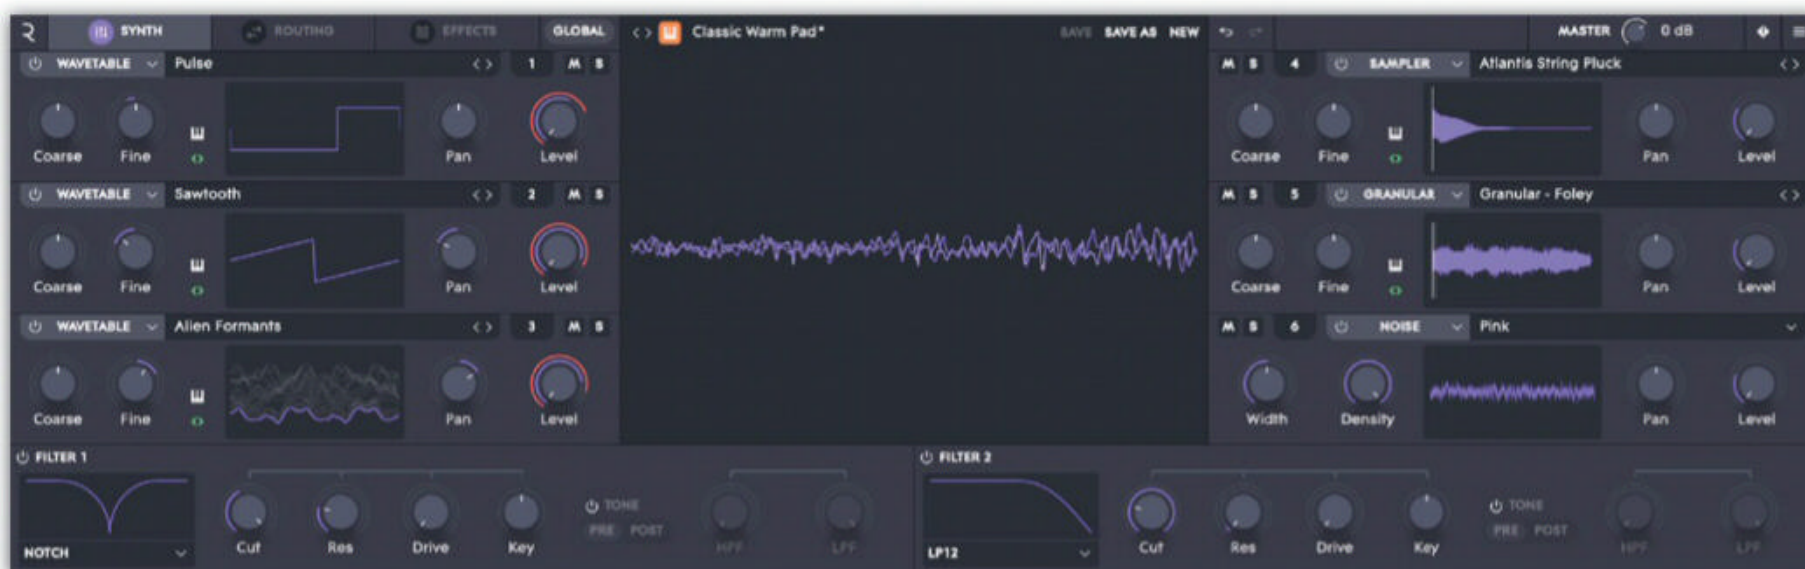 SYNTH ROUTING EFFECTS GLOBAL Classic Warm Pad* SAVE SAVE AS NEW MASTER 0 dB
WAVETABLE Pulse 1 M S
Coarse Fine Pan Level
WAVETABLE Sawtooth 2 M S
Coarse Fine Pan Level
WAVETABLE Alien Formants 3 M S
Coarse Fine Pan Level
M S 4 SAMPLER Atlantis String Pluck
Coarse Fine Pan Level
M S 5 GRANULAR Granular - Foley
Coarse Fine Pan Level
M S 6 NOISE Pink
Width Density Pan Level
FILTER 1
TONE
PRE POST
NOTCH Cut Res Drive Key HPF LPF
FILTER 2
TONE
PRE POST
LP12 Cut Res Drive Key HPF LPF